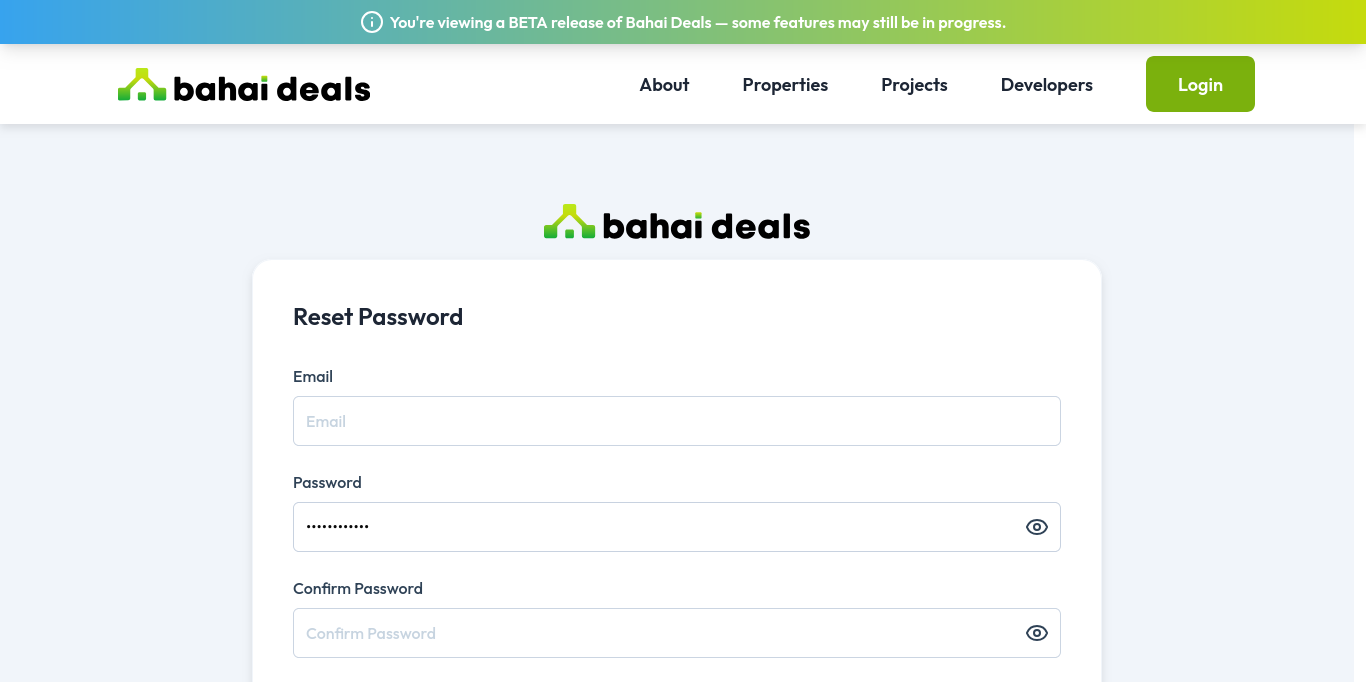 You're viewing a BETA release of Bahai Deals — some features may still be in progress.
bahai deals
About
Properties
Projects
Developers
Login
bahai deals
Reset Password
Email
Email
Password
••••••••••••
Confirm Password
Confirm Password